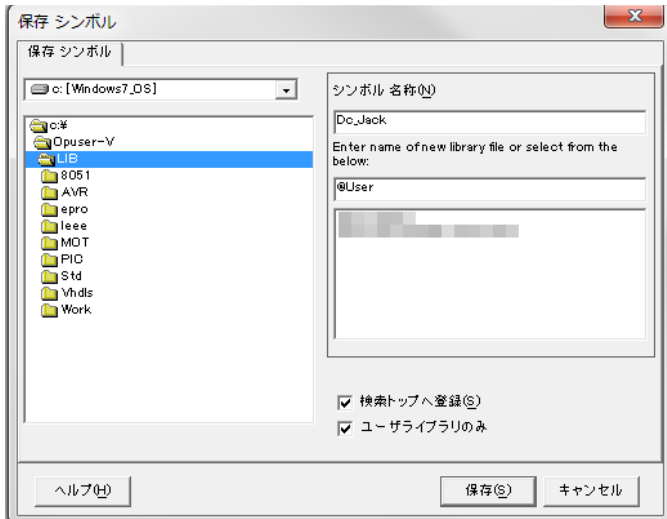 保存 シンボル
保存 シンボル
c: [Windows7_OS]
c:¥
Opuser-V
LIB
8051
AVR
epro
Ieee
MOT
PIC
Std
Vhdls
Work
シンボル 名称(N)
Dc_Jack
Enter name of new library file or select from the
below:
@User
検索トップへ登録(S)
ユーザライブラリのみ
ヘルプ(H)
保存(S)
キャンセル